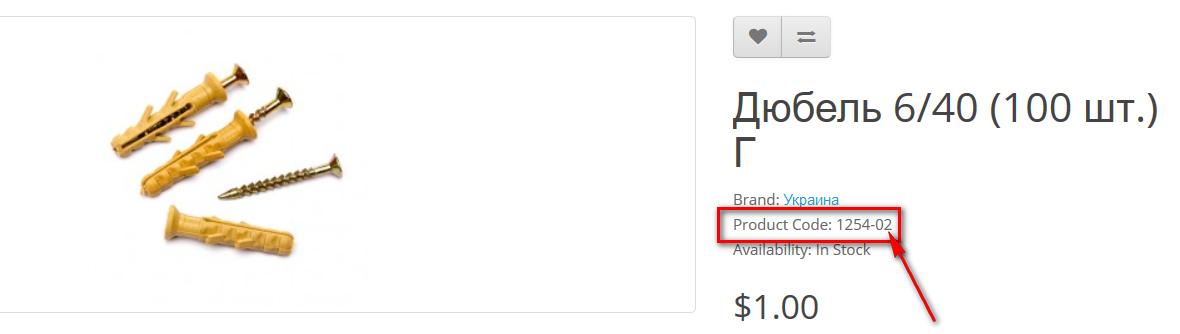 Дюбель 6/40 (100 шт.)
Г
Brand: Украина
Product Code: 1254-02
Availability: In Stock
$1.00